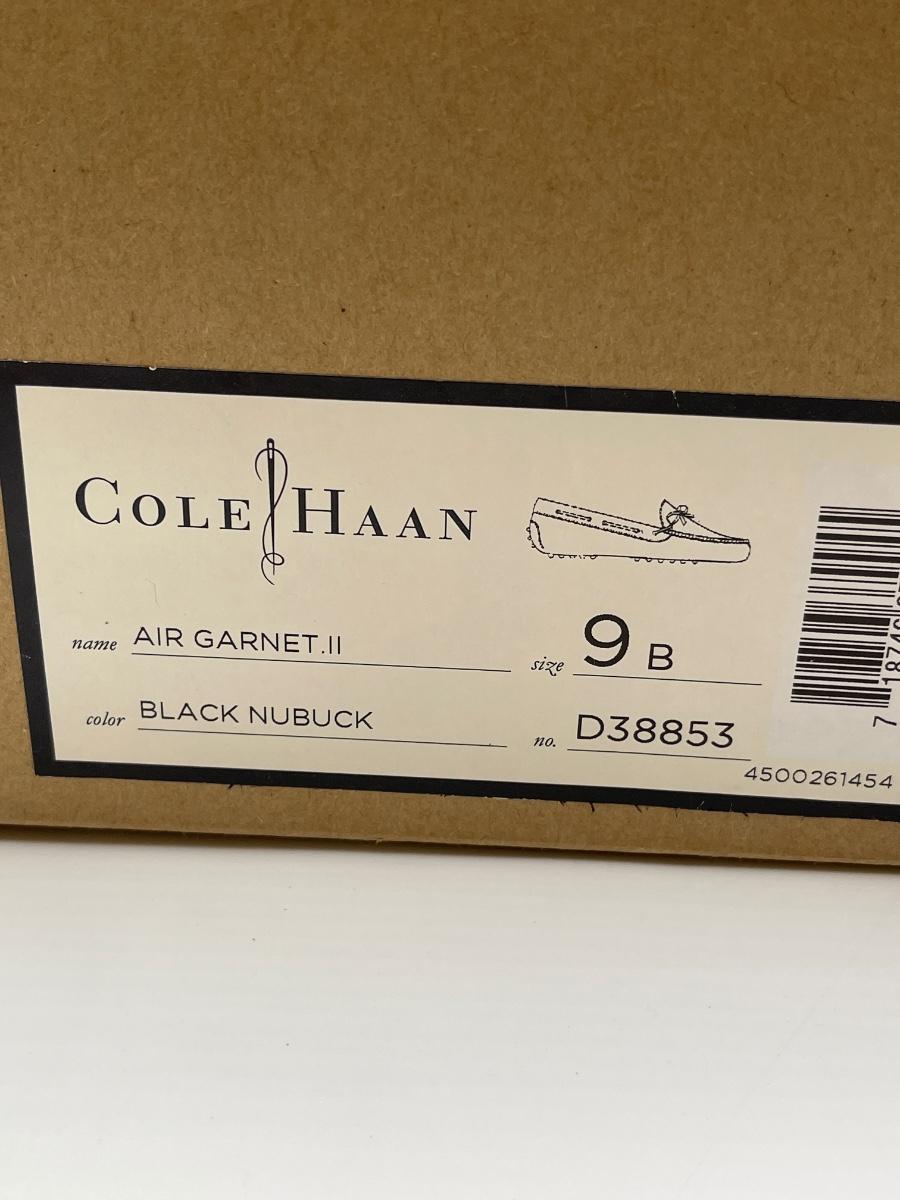 COLE HAAN
name AIR GARNET.II
size 9 B
color BLACK NUBUCK
no. D38853
4500261454